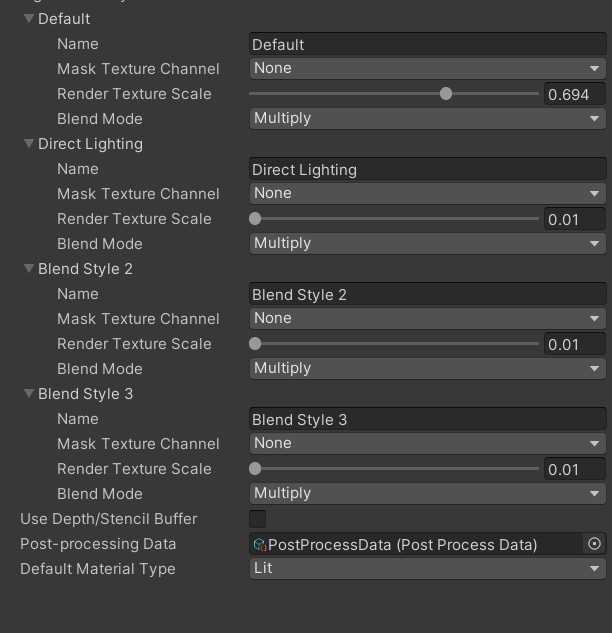 Default
Name Default
Mask Texture Channel None
Render Texture Scale 0.694
Blend Mode Multiply
Direct Lighting
Name Direct Lighting
Mask Texture Channel None
Render Texture Scale 0.01
Blend Mode Multiply
Blend Style 2
Name Blend Style 2
Mask Texture Channel None
Render Texture Scale 0.01
Blend Mode Multiply
Blend Style 3
Name Blend Style 3
Mask Texture Channel None
Render Texture Scale 0.01
Blend Mode Multiply
Use Depth/Stencil Buffer
Post-processing Data PostProcessData (Post Process Data)
Default Material Type Lit